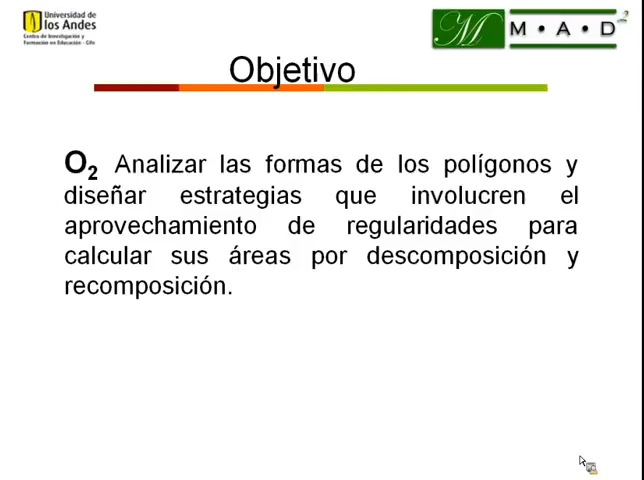 Universidad de
los Andes
Centro de Investigación y
Formación en Educación - Cife
M M • A • D 2
Objetivo
O2 Analizar las formas de los polígonos y
diseñar estrategias que involucren el
aprovechamiento de regularidades para
calcular sus áreas por descomposición y
recomposición.